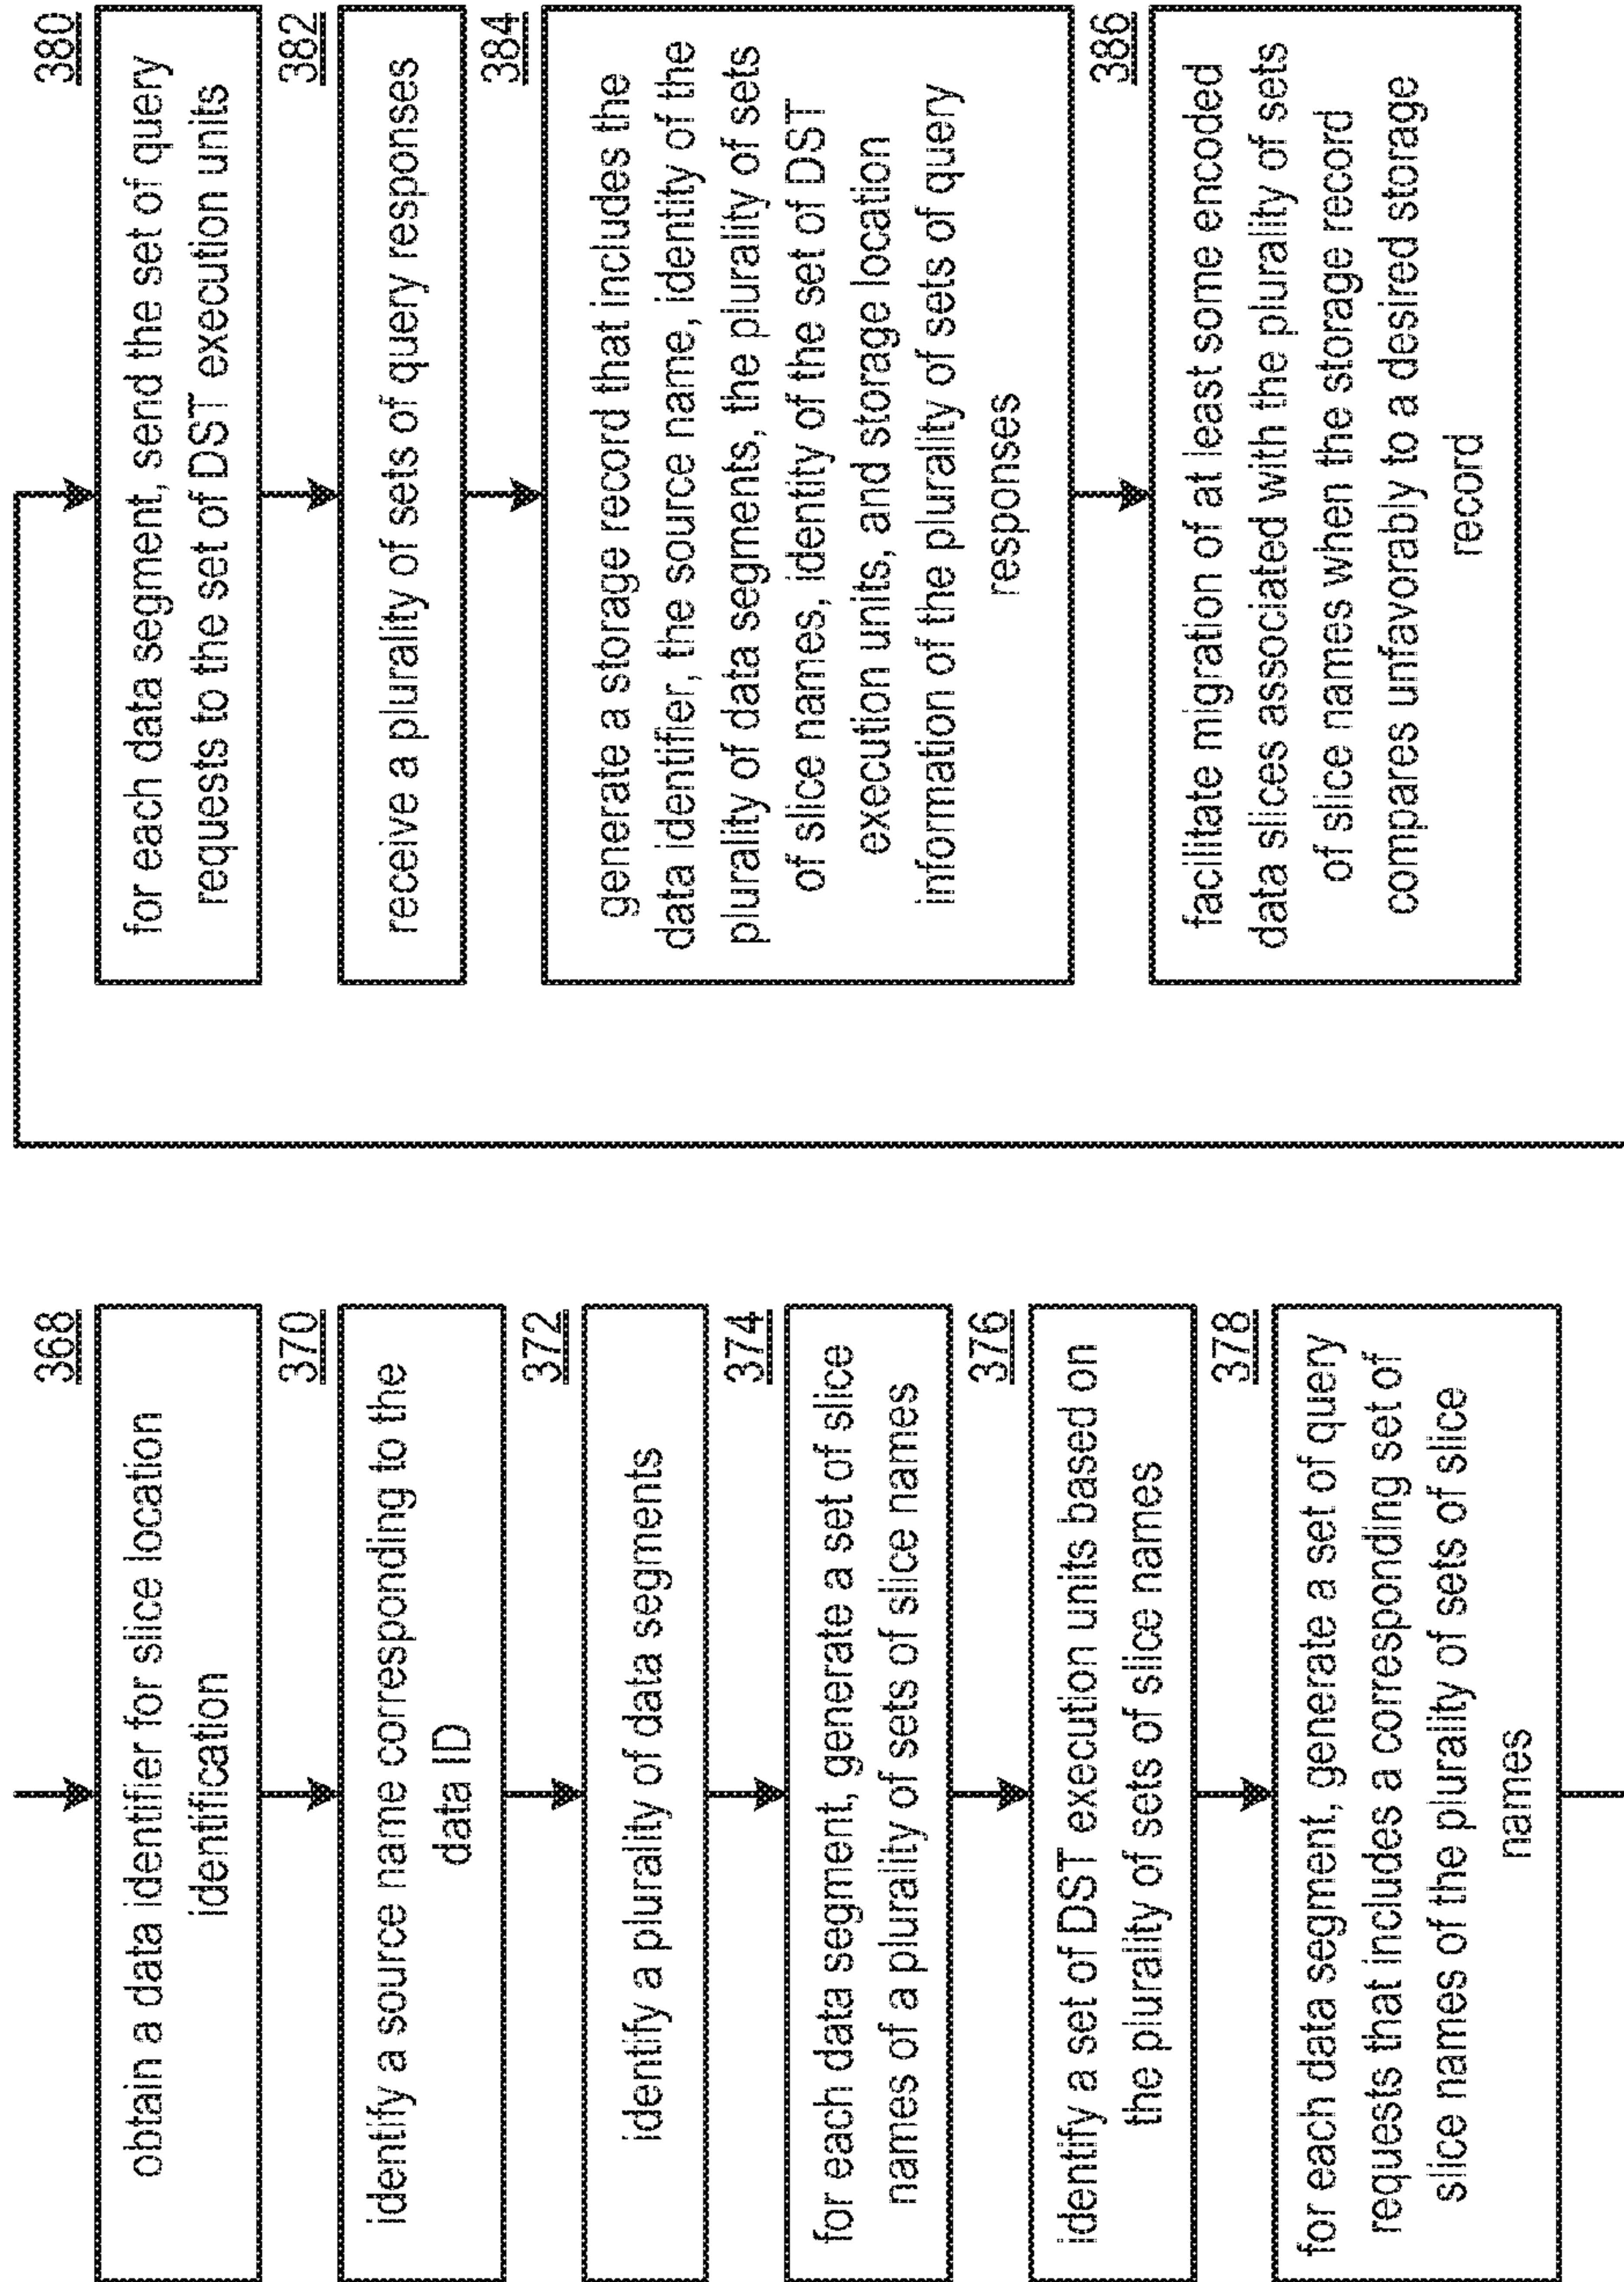 368
obtain a data identifier for slice location
identification
370
identify a source name corresponding to the
data ID
372
identify a plurality of data segments
374
for each data segment, generate a set of slice
names of a plurality of sets of slice names
376
identify a set of DST execution units based on
the plurality of sets of slice names
378
for each data segment, generate a set of query
requests that includes a corresponding set of
slice names of the plurality of sets of slice
names
380
for each data segment, send the set of query
requests to the set of DST execution units
382
receive a plurality of sets of query responses
384
generate a storage record that includes the
data identifier, the source name, identity of the
plurality of data segments, the plurality of sets
of slice names, identity of the set of DST
execution units, and storage location
information of the plurality of sets of query
responses
386
facilitate migration of at least some encoded
data slices associated with the plurality of sets
of slice names when the storage record
compares unfavorably to a desired storage
record